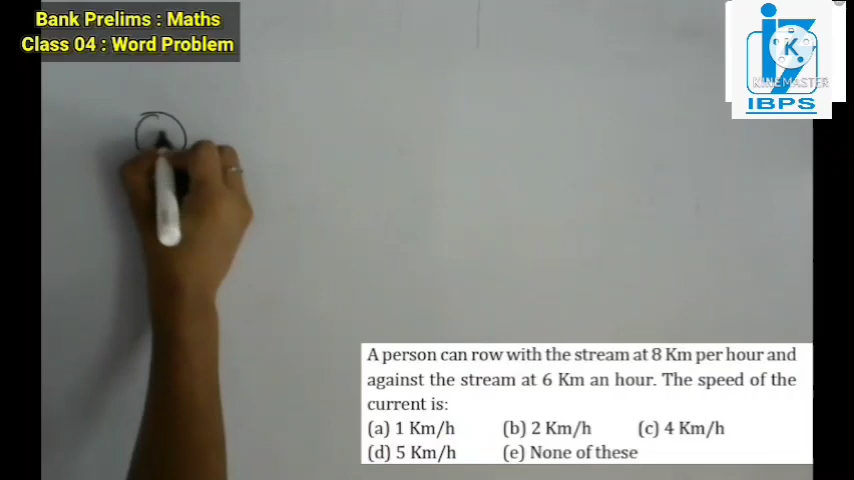 Bank Prelims : Maths
Class 04 : Word Problem
K
KINEMASTER
IBPS
A person can row with the stream at 8 Km per hour and
against the stream at 6 Km an hour. The speed of the
current is:
(a) 1 Km/h (b) 2 Km/h (c) 4 Km/h
(d) 5 Km/h (e) None of these